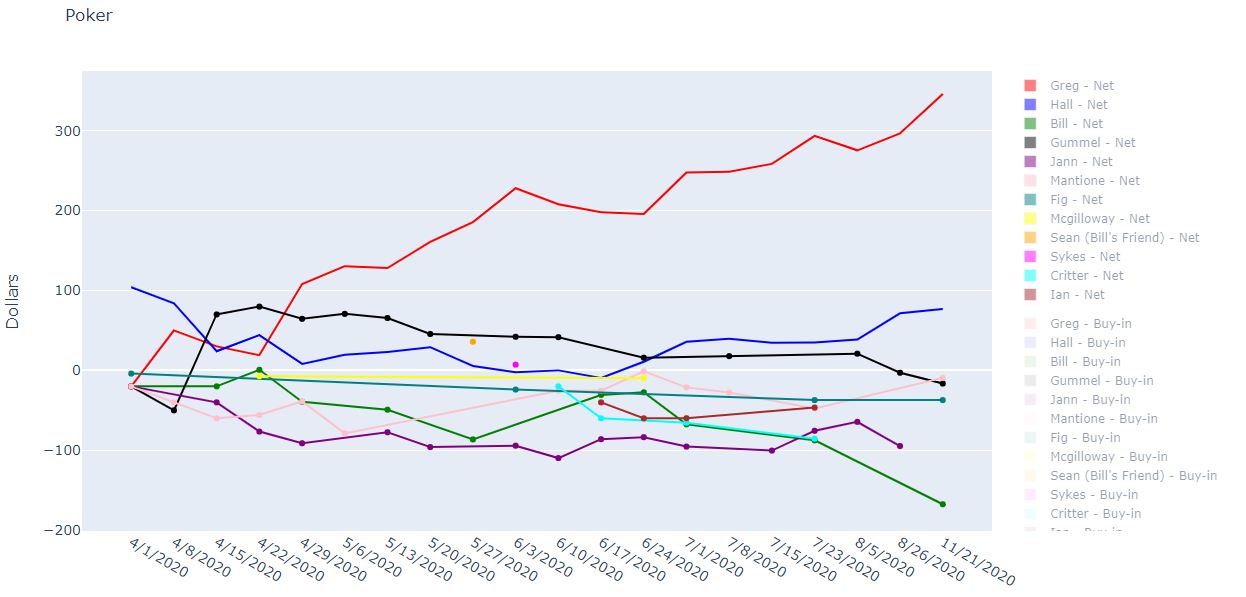 Poker
Dollars
300
200
100
0
−100
−200
4/1/2020
4/8/2020
4/15/2020
4/22/2020
4/29/2020
5/6/2020
5/13/2020
5/20/2020
5/27/2020
6/3/2020
6/10/2020
6/17/2020
6/24/2020
7/1/2020
7/8/2020
7/15/2020
7/23/2020
8/5/2020
8/26/2020
11/21/2020
Greg - Net
Hall - Net
Bill - Net
Gummel - Net
Jann - Net
Mantione - Net
Fig - Net
Mcgilloway - Net
Sean (Bill's Friend) - Net
Sykes - Net
Critter - Net
Ian - Net
Greg - Buy-in
Hall - Buy-in
Bill - Buy-in
Gummel - Buy-in
Jann - Buy-in
Mantione - Buy-in
Fig - Buy-in
Mcgilloway - Buy-in
Sean (Bill's Friend) - Buy-in
Sykes - Buy-in
Critter - Buy-in
Ian - Buy-in